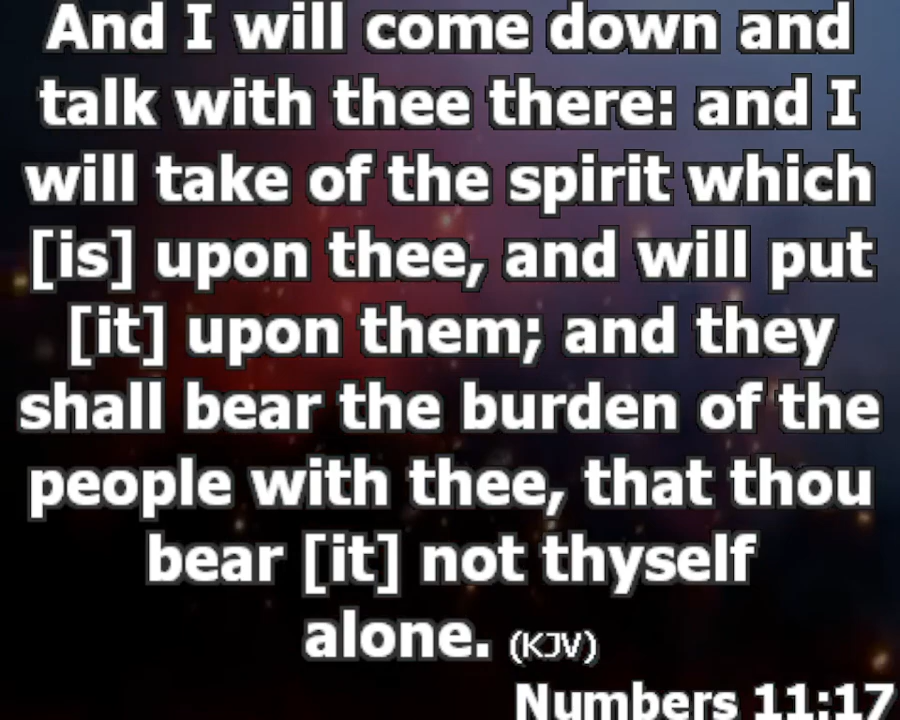 And I will come down and
talk with thee there: and I
will take of the spirit which
[is] upon thee, and will put
[it] upon them; and they
shall bear the burden of the
people with thee, that thou
bear [it] not thyself
alone. (KJV)
Numbers 11:17